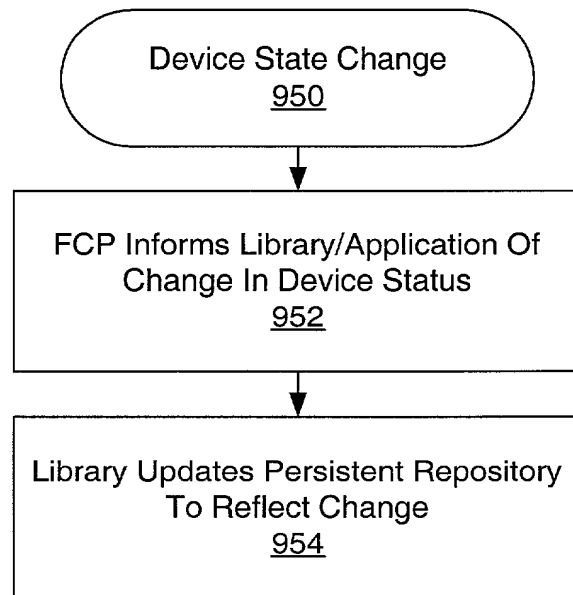 Device State Change
950
FCP Informs Library/Application Of
Change In Device Status
952
Library Updates Persistent Repository
To Reflect Change
954